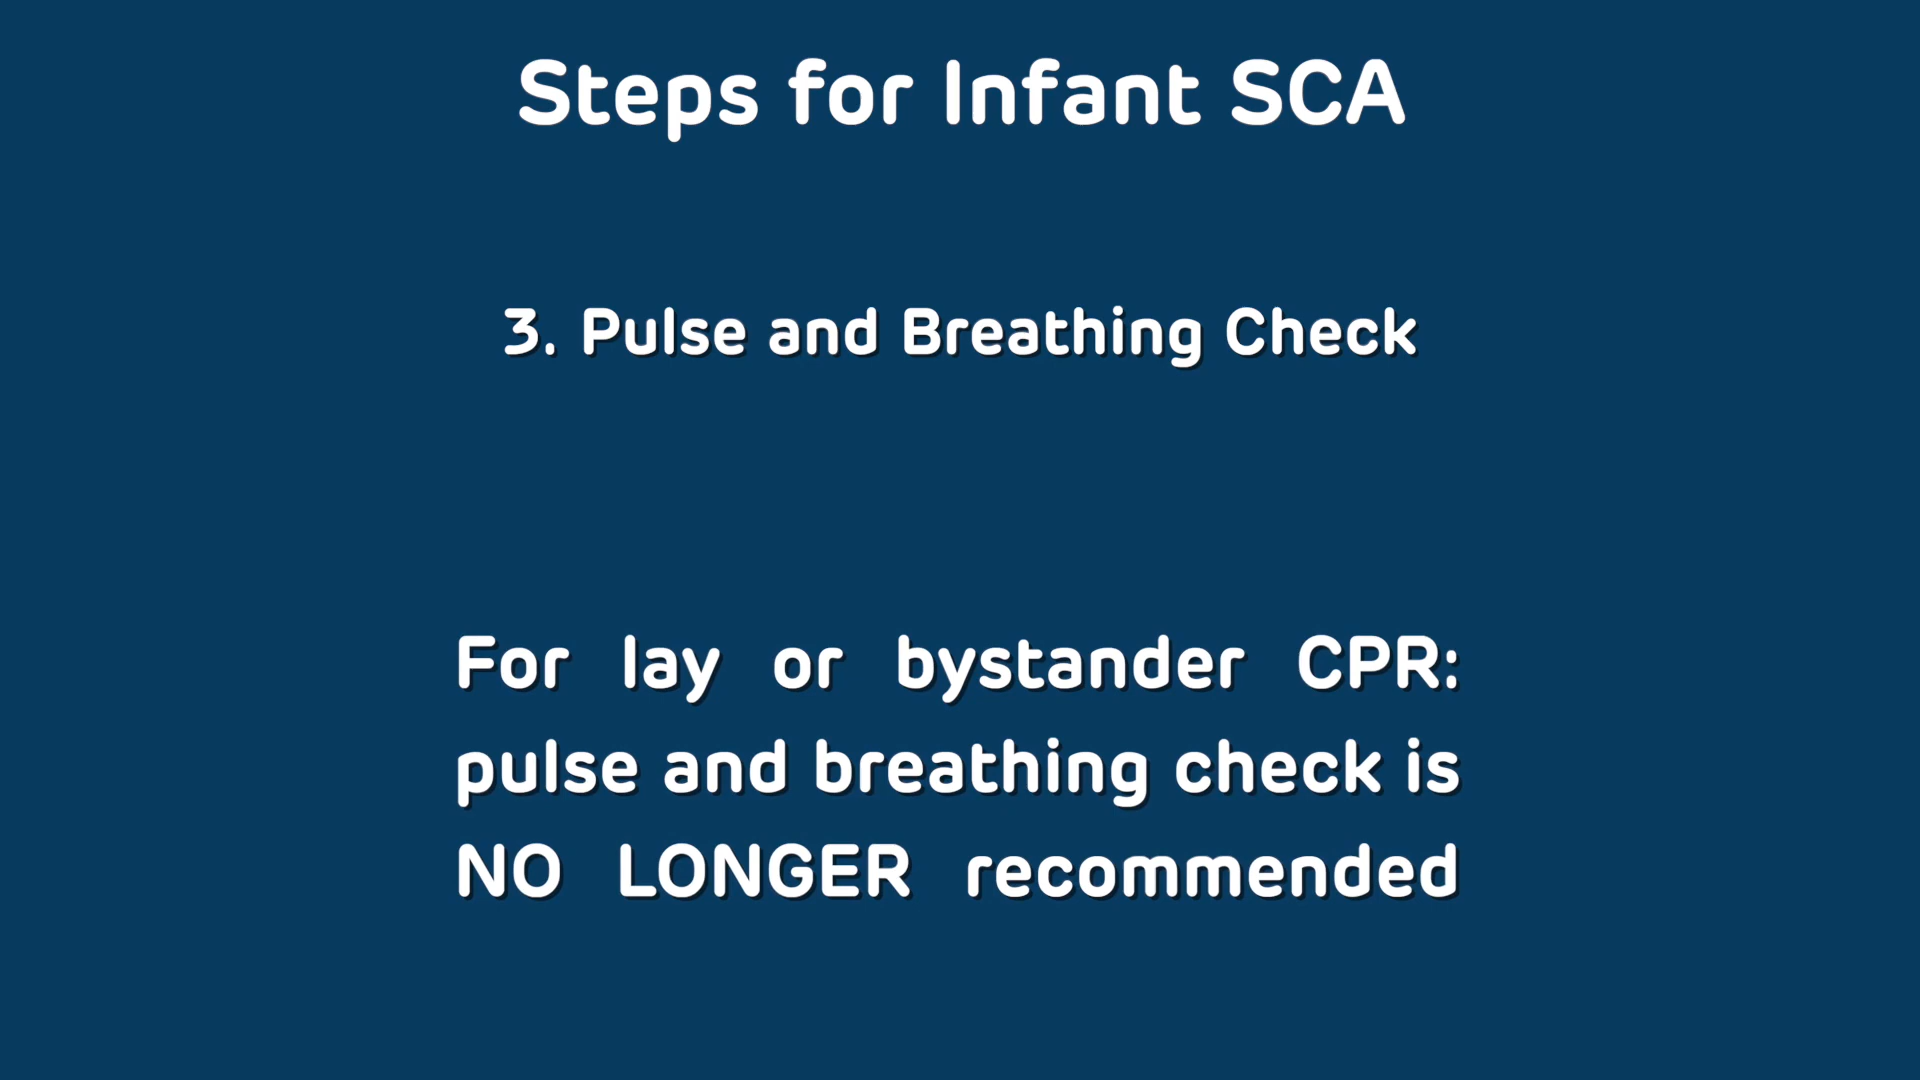 Steps for Infant SCA
3. Pulse and Breathing Check
For lay or bystander CPR:
pulse and breathing check is
NO LONGER recommended